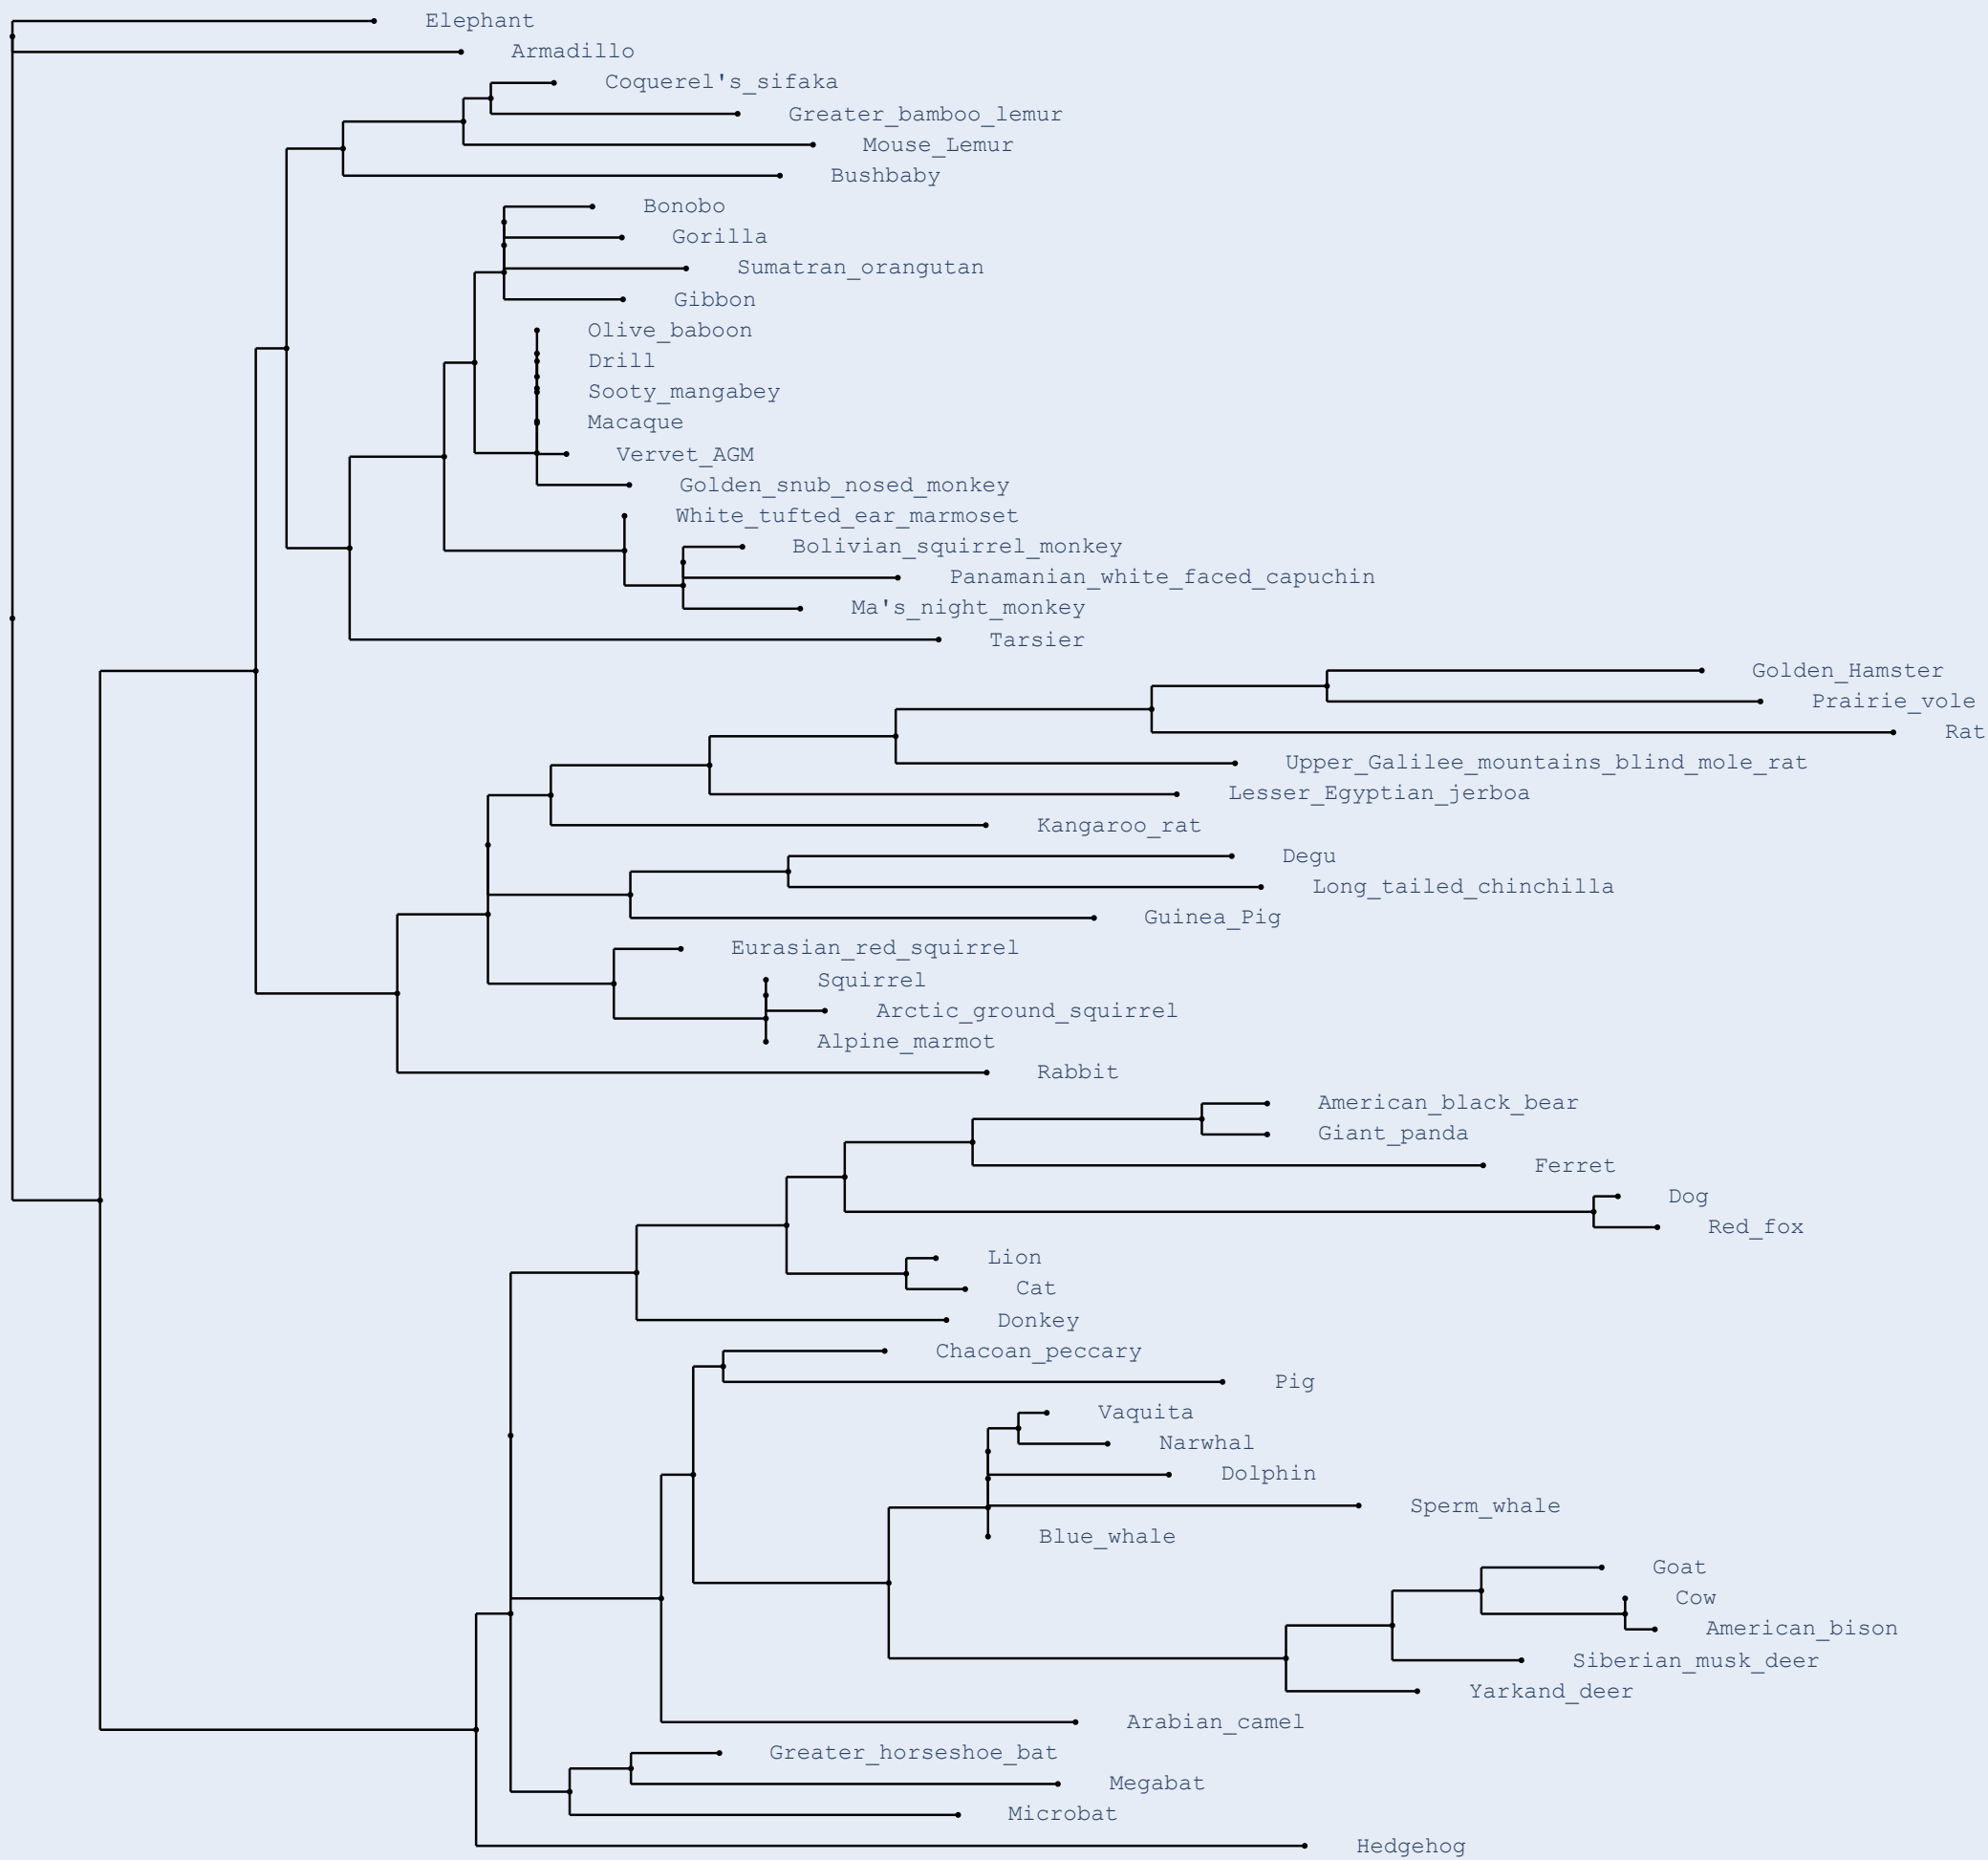 Elephant
Armadillo
Coquerel's_sifaka
Greater_bamboo_lemur
Mouse_Lemur
Bushbaby
Bonobo
Gorilla
Sumatran_orangutan
Gibbon
Olive_baboon
Drill
Sooty_mangabey
Macaque
Vervet_AGM
Golden_snub_nosed_monkey
White_tufted_ear_marmoset
Bolivian_squirrel_monkey
Panamanian_white_faced_capuchin
Ma's_night_monkey
Tarsier
Golden_Hamster
Prairie_vole
Rat
Upper_Galilee_mountains_blind_mole_rat
Lesser_Egyptian_jerboa
Kangaroo_rat
Degu
Long_tailed_chinchilla
Guinea_Pig
Eurasian_red_squirrel
Squirrel
Arctic_ground_squirrel
Alpine_marmot
Rabbit
American_black_bear
Giant_panda
Ferret
Dog
Red_fox
Lion
Cat
Donkey
Chacoan_peccary
Pig
Vaquita
Narwhal
Dolphin
Sperm_whale
Blue_whale
Goat
Cow
American_bison
Siberian_musk_deer
Yarkand_deer
Arabian_camel
Greater_horseshoe_bat
Megabat
Microbat
Hedgehog